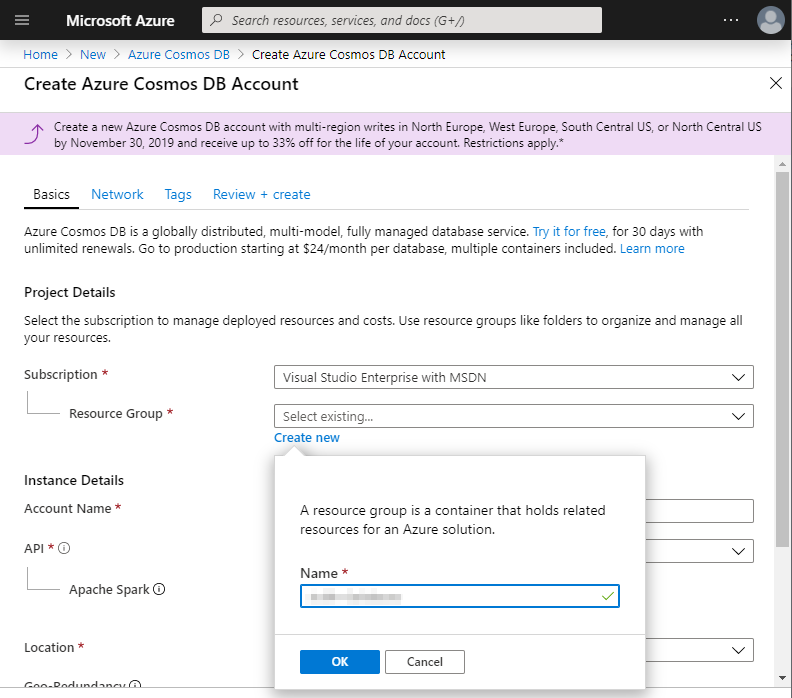 Microsoft Azure
Search resources, services, and docs (G+/)
Home > New > Azure Cosmos DB > Create Azure Cosmos DB Account
Create Azure Cosmos DB Account
Create a new Azure Cosmos DB account with multi-region writes in North Europe, West Europe, South Central US, or North Central US
by November 30, 2019 and receive up to 33% off for the life of your account. Restrictions apply.*
Basics Network Tags Review + create
Azure Cosmos DB is a globally distributed, multi-model, fully managed database service. Try it for free, for 30 days with
unlimited renewals. Go to production starting at $24/month per database, multiple containers included. Learn more
Project Details
Select the subscription to manage deployed resources and costs. Use resource groups like folders to organize and manage all
your resources.
Subscription * Visual Studio Enterprise with MSDN
Resource Group * Select existing...
Create new
Instance Details
Account Name *
A resource group is a container that holds related
resources for an Azure solution.
API *
Name *
Apache Spark
Location *
OK Cancel
Geo-Redundancy